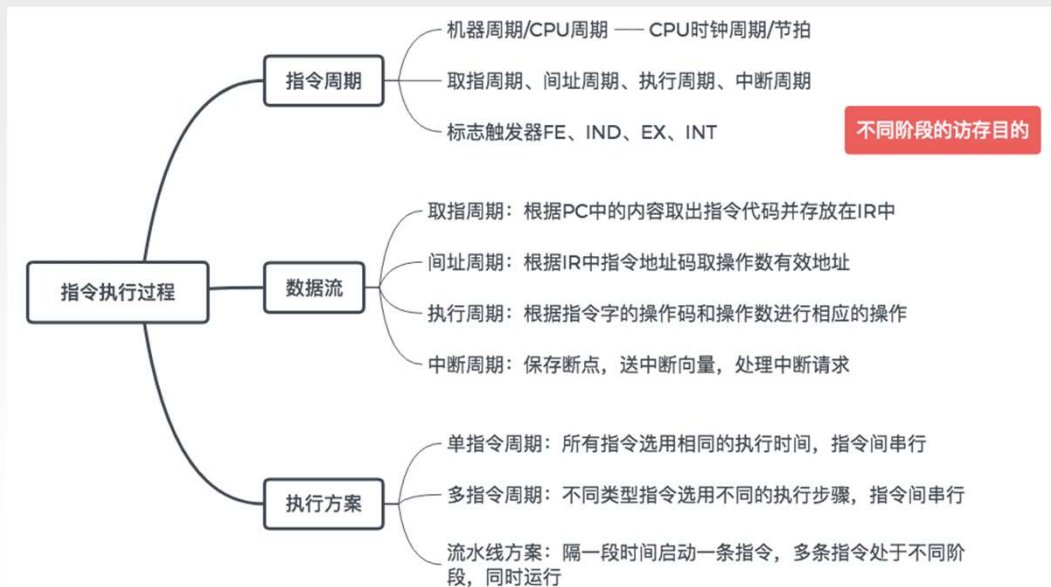 机器周期/CPU周期 —— CPU时钟周期/节拍
指令周期
取指周期、间址周期、执行周期、中断周期
标志触发器FE、IND、EX、INT
不同阶段的访存目的
取指周期：根据PC中的内容取出指令代码并存放在IR中
间址周期：根据IR中指令地址码取操作数有效地址
指令执行过程
数据流
执行周期：根据指令字的操作码和操作数进行相应的操作
中断周期：保存断点，送中断向量，处理中断请求
单指令周期：所有指令选用相同的执行时间，指令间串行
执行方案
多指令周期：不同类型指令选用不同的执行步骤，指令间串行
流水线方案：隔一段时间启动一条指令，多条指令处于不同阶
段，同时运行